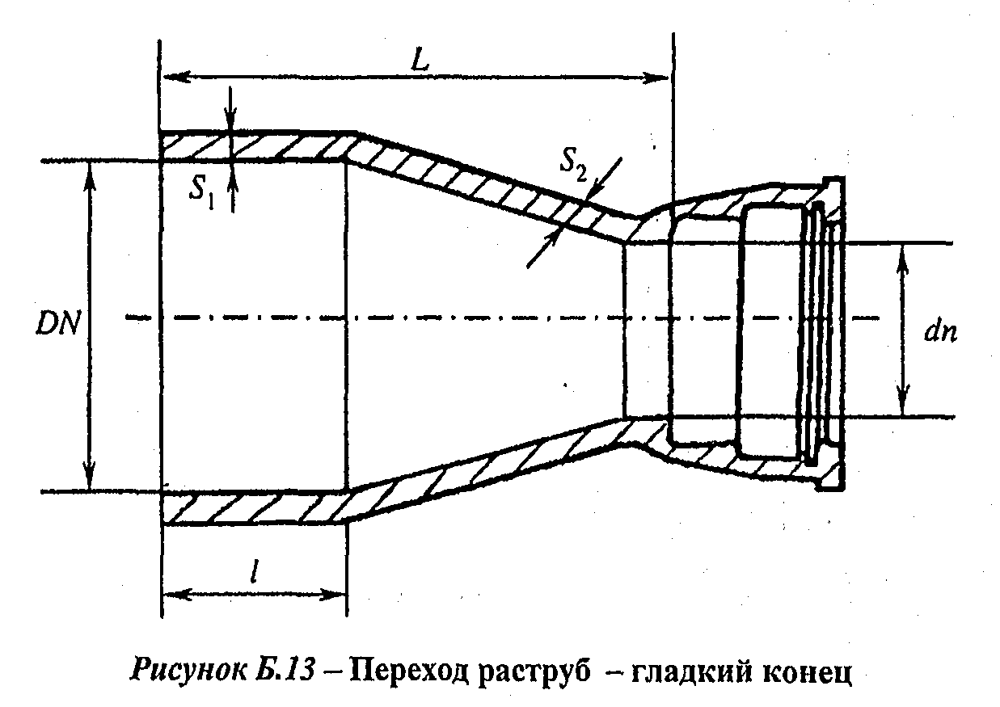 L
S₂
S₁
DN
dn
l
Рисунок Б.13 – Переход раструб – гладкий конец